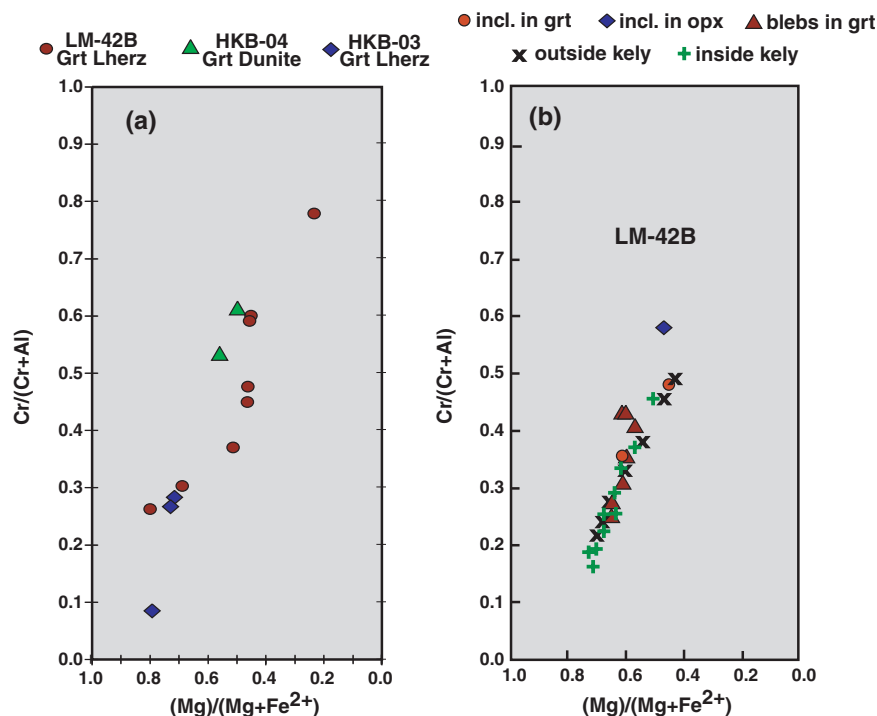 LM-42B
Grt Lherz
HKB-04
Grt Dunite
HKB-03
Grt Lherz
(a)
Cr/(Cr+Al)
1.0
0.9
0.8
0.7
0.6
0.5
0.4
0.3
0.2
0.1
0.0
1.0 0.8 0.6 0.4 0.2 0.0
(Mg)/(Mg+Fe2+)
incl. in grt incl. in opx blebs in grt
outside kely inside kely
(b)
LM-42B
Cr/(Cr+Al)
1.0
0.9
0.8
0.7
0.6
0.5
0.4
0.3
0.2
0.1
0.0
1.0 0.8 0.6 0.4 0.2 0.0
(Mg)/(Mg+Fe2+)